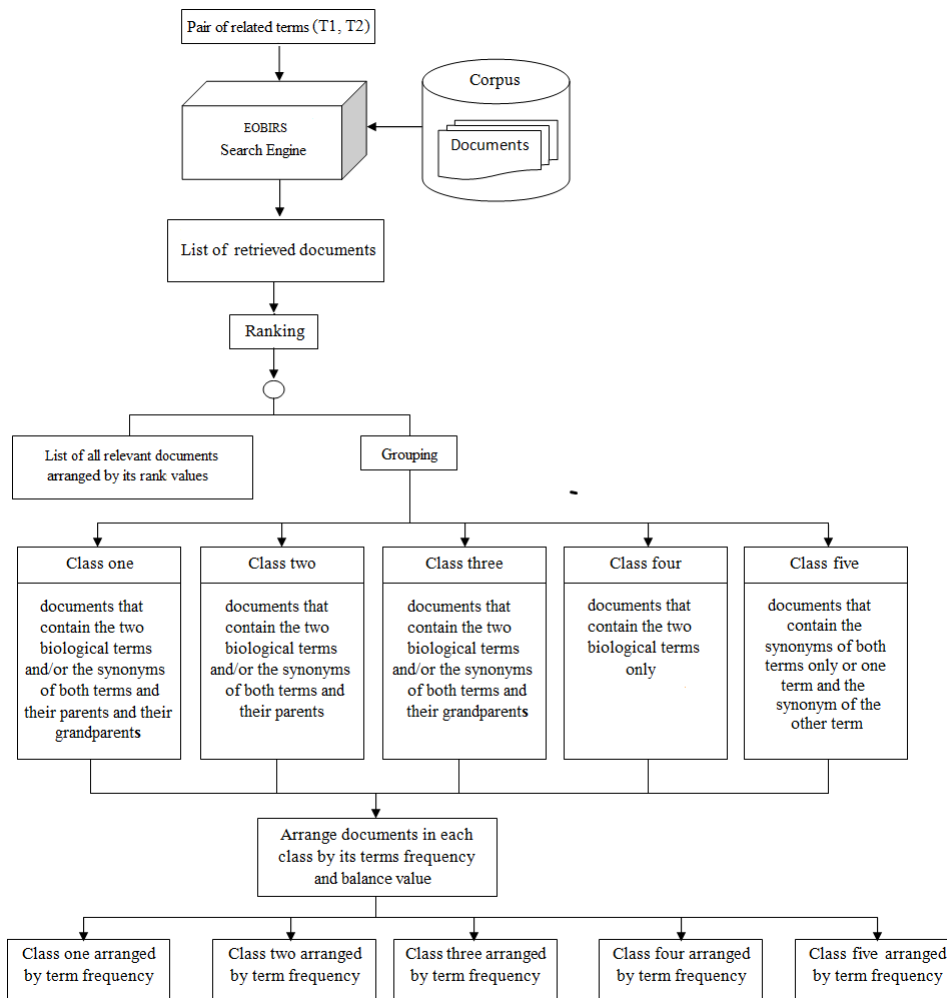 Pair of related terms (T1, T2)
Corpus
EOBIRS
Search Engine
Documents
List of retrieved documents
Ranking
List of all relevant documents
arranged by its rank values
Grouping
Class one
documents that
contain the two
biological terms
and/or the synonyms
of both terms and
their parents and their
grandparents
Class two
documents that
contain the two
biological terms
and/or the synonyms
of both terms and
their parents
Class three
documents that
contain the two
biological terms
and/or the synonyms
of both terms and
their grandparents
Class four
documents that
contain the two
biological terms
only
Class five
documents that
contain the
synonyms of both
terms only or one
term and the
synonym of the
other term
Arrange documents in each
class by its terms frequency
and balance value
Class one arranged
by term frequency
Class two arranged
by term frequency
Class three arranged
by term frequency
Class four arranged
by term frequency
Class five arranged
by term frequency